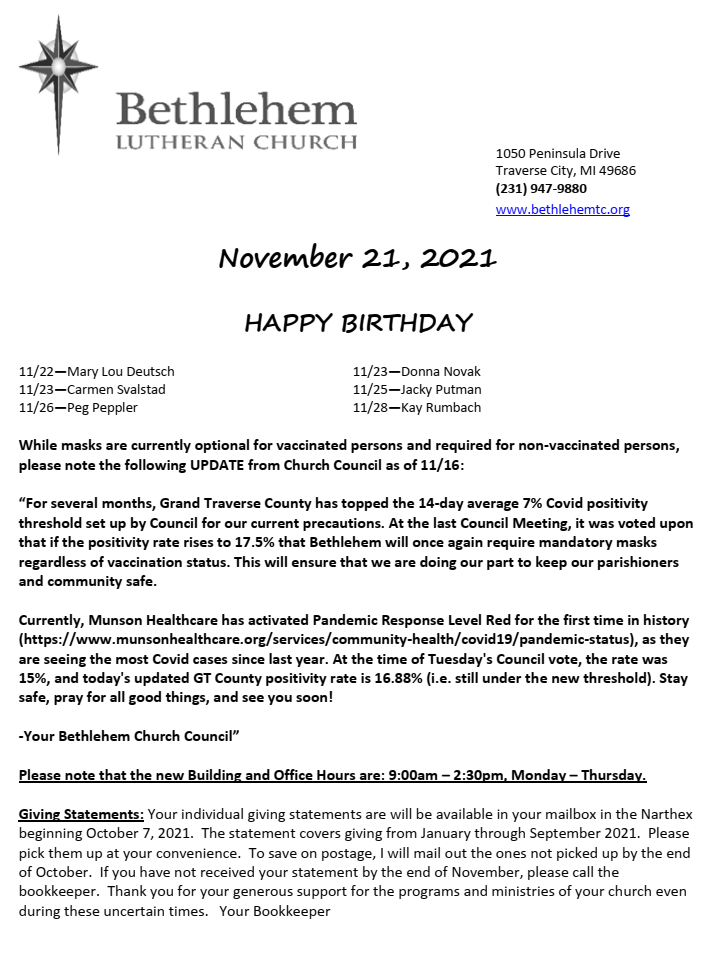 Bethlehem
LUTHERAN CHURCH
1050 Peninsula Drive
Traverse City, MI 49686
(231) 947-9880
www.bethlehemtc.org
November 21, 2021
HAPPY BIRTHDAY
11/22—Mary Lou Deutsch
11/23—Donna Novak
11/23—Carmen Svalstad
11/25—Jacky Putman
11/26—Peg Peppler
11/28—Kay Rumbach
While masks are currently optional for vaccinated persons and required for non-vaccinated persons,
please note the following UPDATE from Church Council as of 11/16:
“For several months, Grand Traverse County has topped the 14-day average 7% Covid positivity
threshold set up by Council for our current precautions. At the last Council Meeting, it was voted upon
that if the positivity rate rises to 17.5% that Bethlehem will once again require mandatory masks
regardless of vaccination status. This will ensure that we are doing our part to keep our parishioners
and community safe.
Currently, Munson Healthcare has activated Pandemic Response Level Red for the first time in history
(https://www.munsonhealthcare.org/services/community-health/covid19/pandemic-status), as they
are seeing the most Covid cases since last year. At the time of Tuesday's Council vote, the rate was
15%, and today's updated GT County positivity rate is 16.88% (i.e. still under the new threshold). Stay
safe, pray for all good things, and see you soon!
-Your Bethlehem Church Council”
Please note that the new Building and Office Hours are: 9:00am – 2:30pm, Monday – Thursday.
Giving Statements: Your individual giving statements are will be available in your mailbox in the Narthex
beginning October 7, 2021. The statement covers giving from January through September 2021. Please
pick them up at your convenience. To save on postage, I will mail out the ones not picked up by the end
of October. If you have not received your statement by the end of November, please call the
bookkeeper. Thank you for your generous support for the programs and ministries of your church even
during these uncertain times. Your Bookkeeper